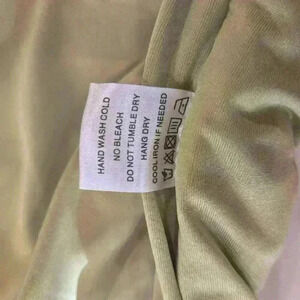 HAND WASH COLD
NO BLEACH
DO NOT TUMBLE DRY
HANG DRY
COOL IRON IF NEEDED